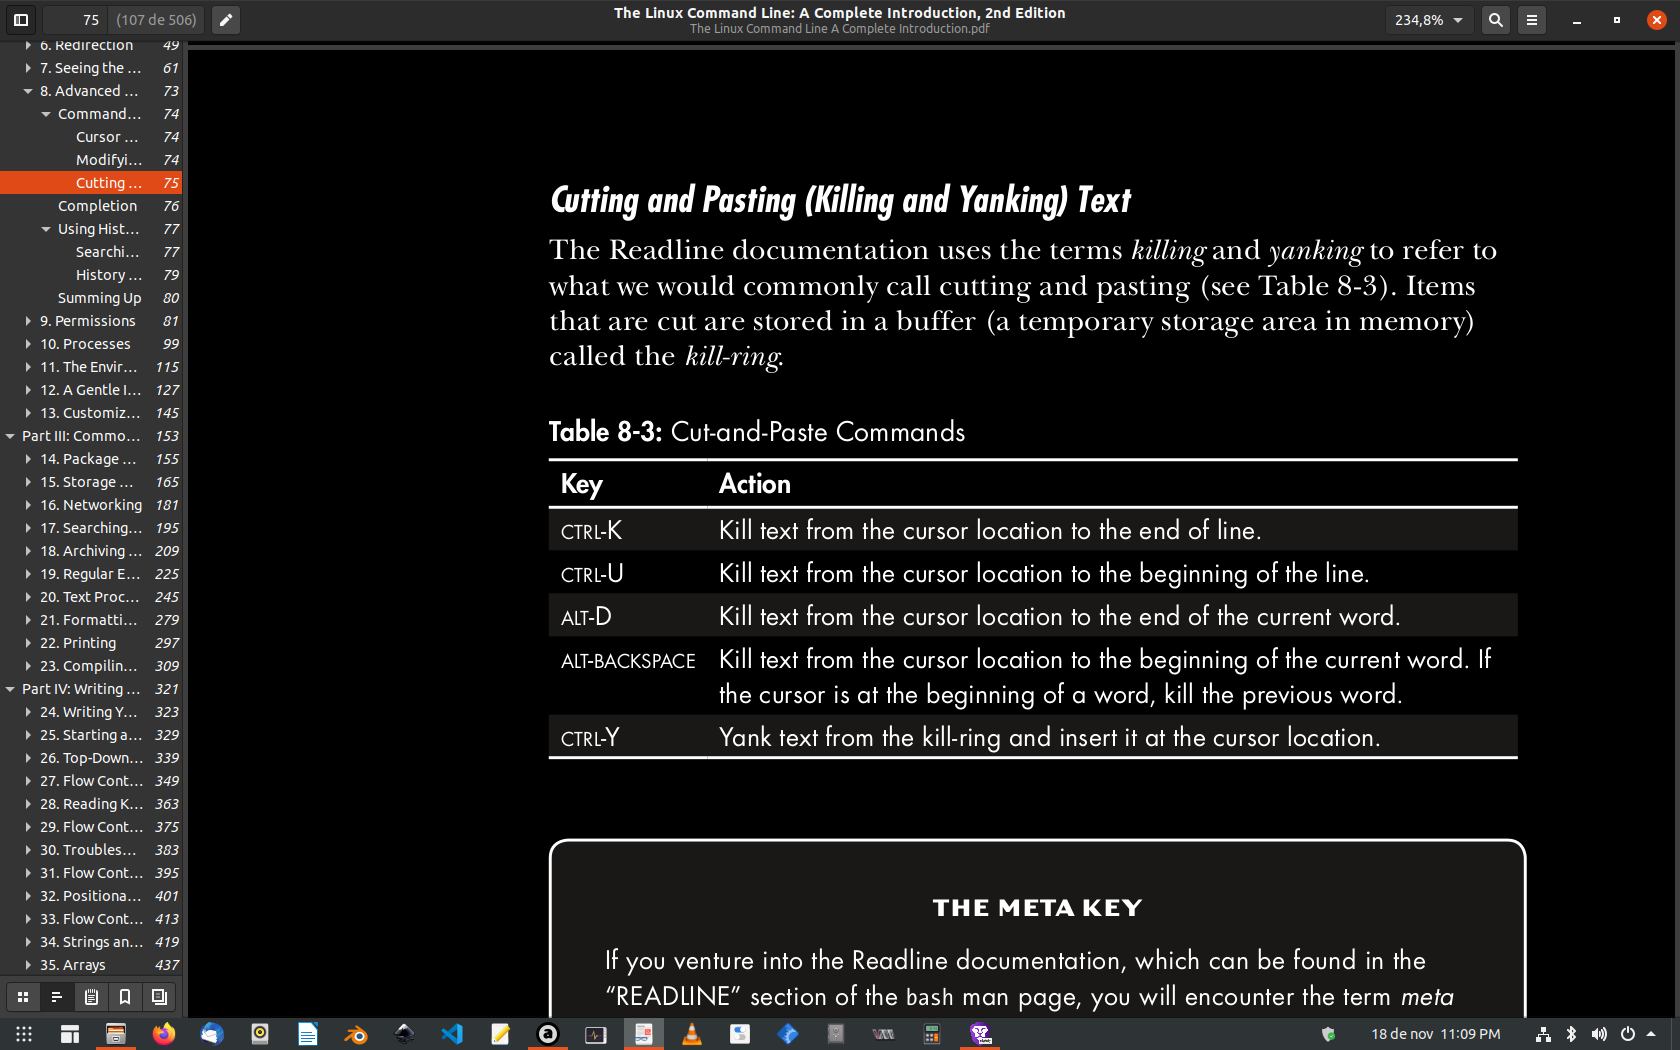 75
(107 de 506)
The Linux Command Line: A Complete Introduction, 2nd Edition
The Linux Command Line A Complete Introduction.pdf
234,8%
6. Redirection 49
7. Seeing the ... 61
8. Advanced ... 73
Command... 74
Cursor ... 74
Modifyi... 74
Cutting ... 75
Completion 76
Using Hist... 77
Searchi... 77
History ... 79
Summing Up 80
9. Permissions 81
10. Processes 99
11. The Envir... 115
12. A Gentle I... 127
13. Customiz... 145
Part III: Commo... 153
14. Package ... 155
15. Storage ... 165
16. Networking 181
17. Searching... 195
18. Archiving ... 209
19. Regular E... 225
20. Text Proc... 245
21. Formatti... 279
22. Printing 297
23. Compilin... 309
Part IV: Writing ... 321
24. Writing Y... 323
25. Starting a... 329
26. Top-Down... 339
27. Flow Cont... 349
28. Reading K... 363
29. Flow Cont... 375
30. Troubles... 383
31. Flow Cont... 395
32. Positiona... 401
33. Flow Cont... 413
34. Strings an... 419
35. Arrays 437
Cutting and Pasting (Killing and Yanking) Text
The Readline documentation uses the terms killing and yanking to refer to
what we would commonly call cutting and pasting (see Table 8-3). Items
that are cut are stored in a buffer (a temporary storage area in memory)
called the kill-ring.
Table 8-3: Cut-and-Paste Commands
Key Action
CTRL-K Kill text from the cursor location to the end of line.
CTRL-U Kill text from the cursor location to the beginning of the line.
ALT-D Kill text from the cursor location to the end of the current word.
ALT-BACKSPACE Kill text from the cursor location to the beginning of the current word. If
the cursor is at the beginning of a word, kill the previous word.
CTRL-Y Yank text from the kill-ring and insert it at the cursor location.
THE META KEY
If you venture into the Readline documentation, which can be found in the
“READLINE” section of the bash man page, you will encounter the term meta
18 de nov 11:09 PM